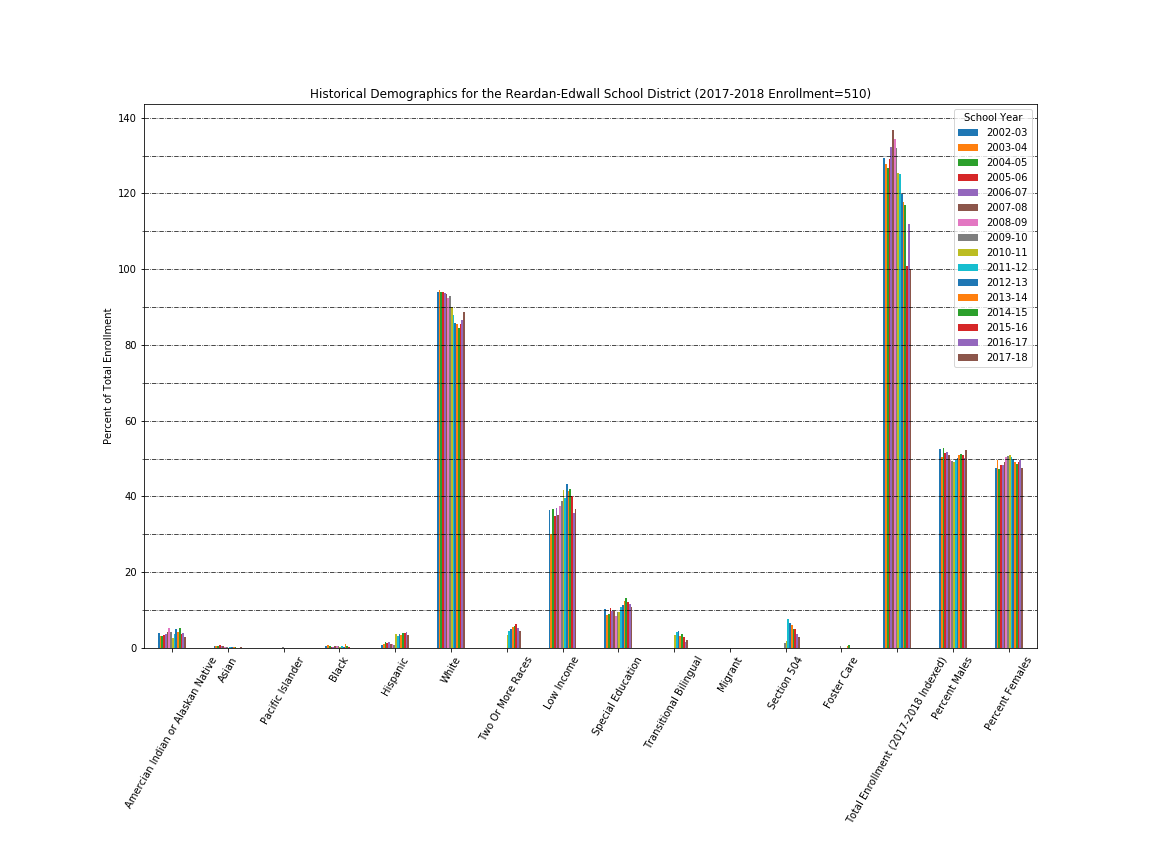 Historical Demographics for the Reardan-Edwall School District (2017-2018 Enrollment=510)
Percent of Total Enrollment
140
120
100
80
60
40
20
0
School Year
2002-03
2003-04
2004-05
2005-06
2006-07
2007-08
2008-09
2009-10
2010-11
2011-12
2012-13
2013-14
2014-15
2015-16
2016-17
2017-18
Amercian Indian or Alaskan Native
Asian
Pacific Islander
Black
Hispanic
White
Two Or More Races
Low Income
Special Education
Transitional Bilingual
Migrant
Section 504
Foster Care
Total Enrollment (2017-2018 Indexed)
Percent Males
Percent Females